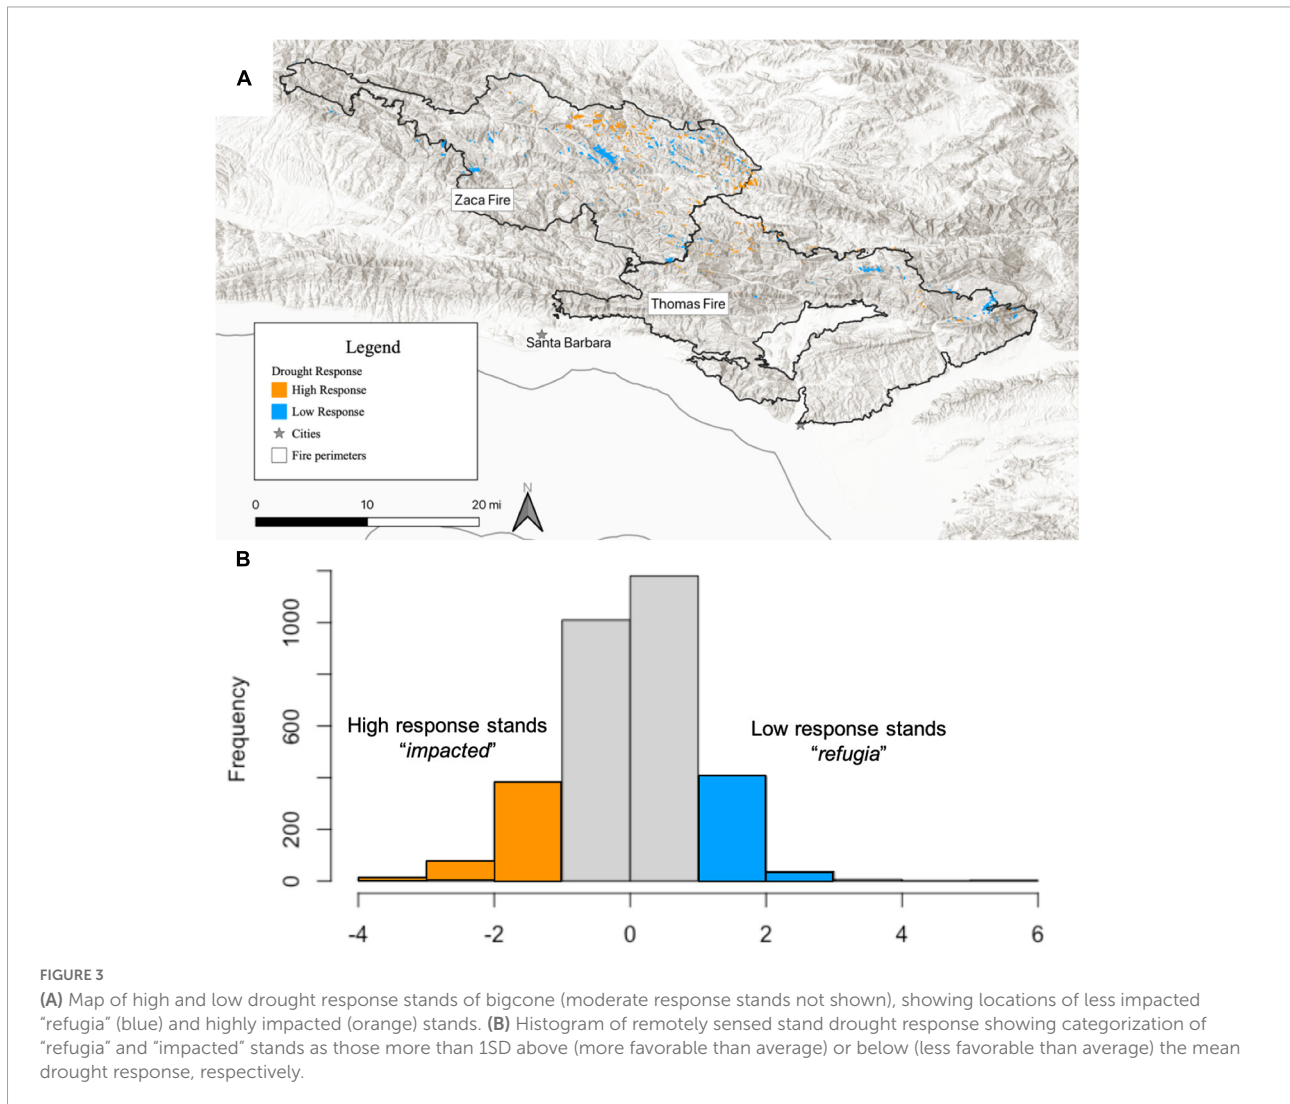 A
Zaca Fire
Thomas Fire
Santa Barbara
Legend
Drought Response
High Response
Low Response
Cities
Fire perimeters
0 10 20 mi
N
B
Frequency
0 200 600 1000
High response stands
“impacted”
Low response stands
“refugia”
-4 -2 0 2 4 6
FIGURE 3
(A) Map of high and low drought response stands of bigcone (moderate response stands not shown), showing locations of less impacted
“refugia” (blue) and highly impacted (orange) stands. (B) Histogram of remotely sensed stand drought response showing categorization of
“refugia” and “impacted” stands as those more than 1SD above (more favorable than average) or below (less favorable than average) the mean
drought response, respectively.